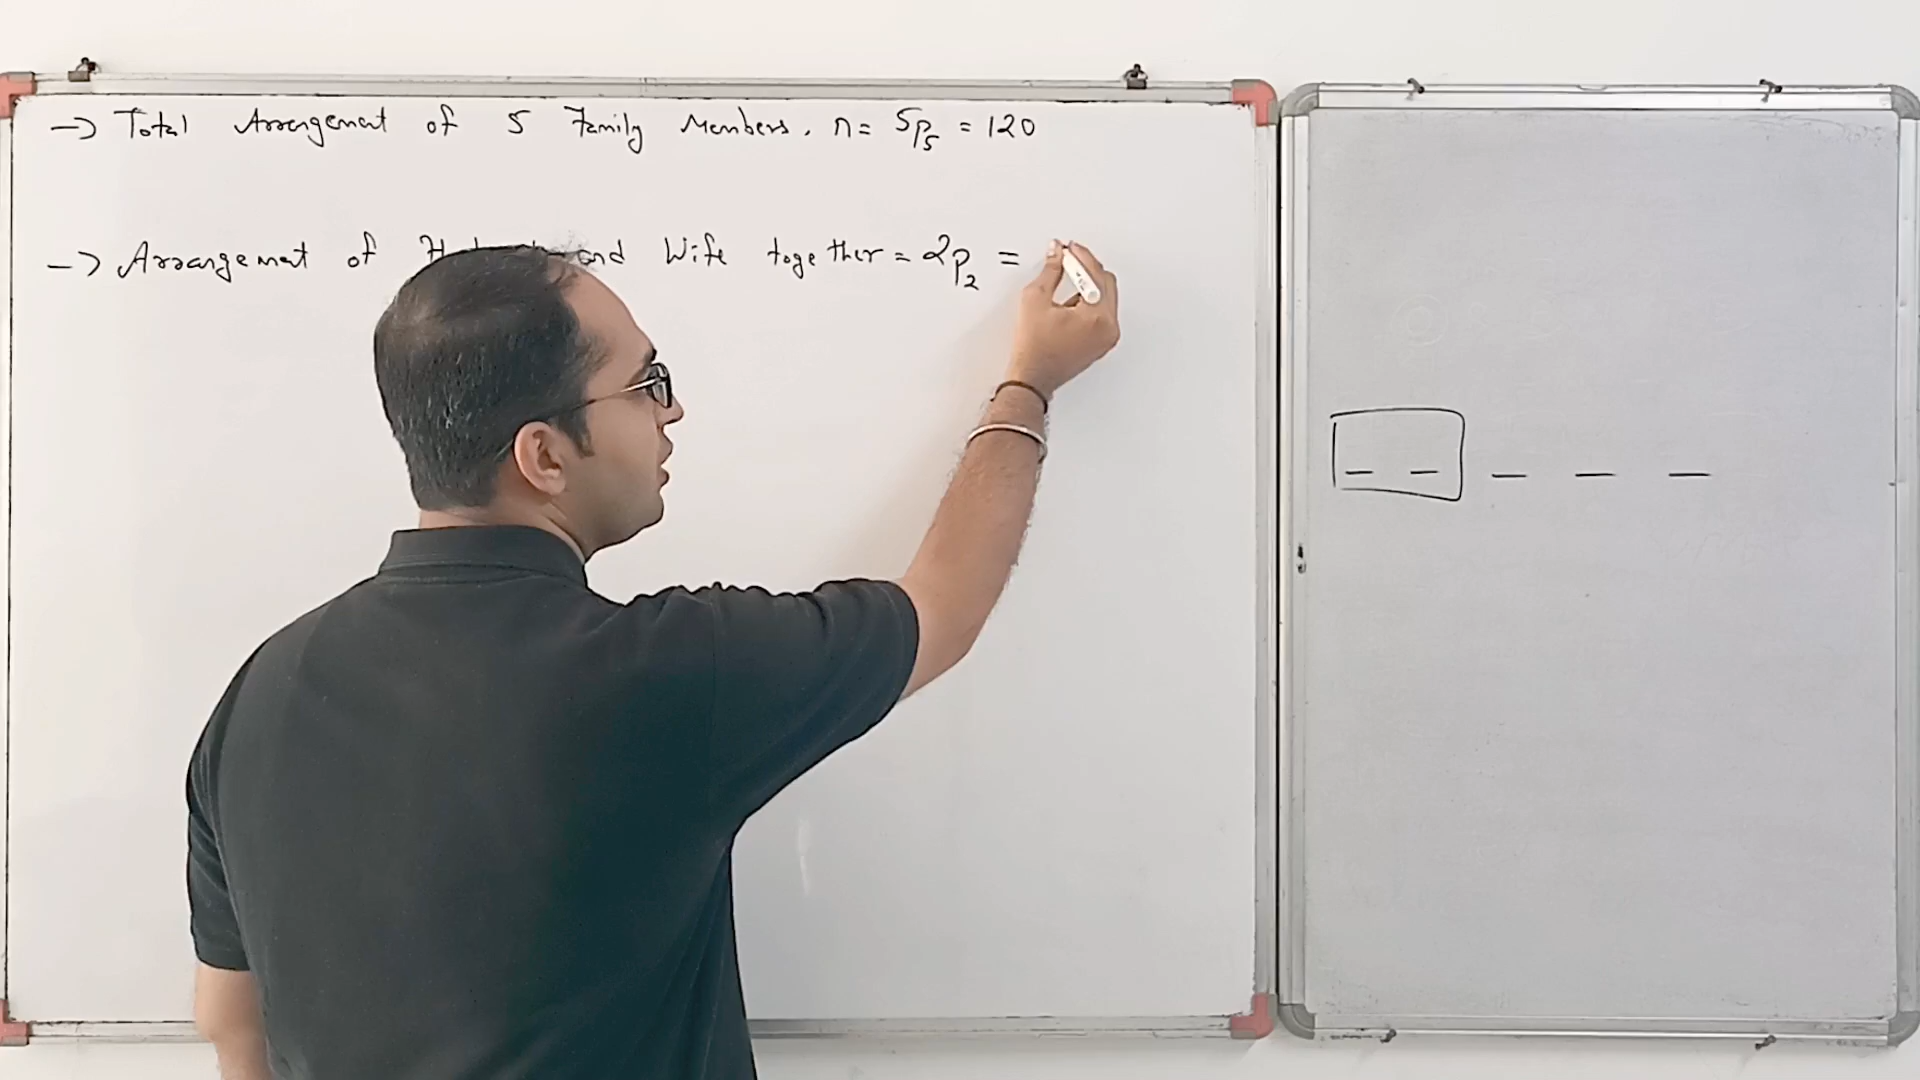 -> Total Arrangement of 5 Family Members. n = 5P5 = 120
-> Arrangement of and Wife together = 2P2 =